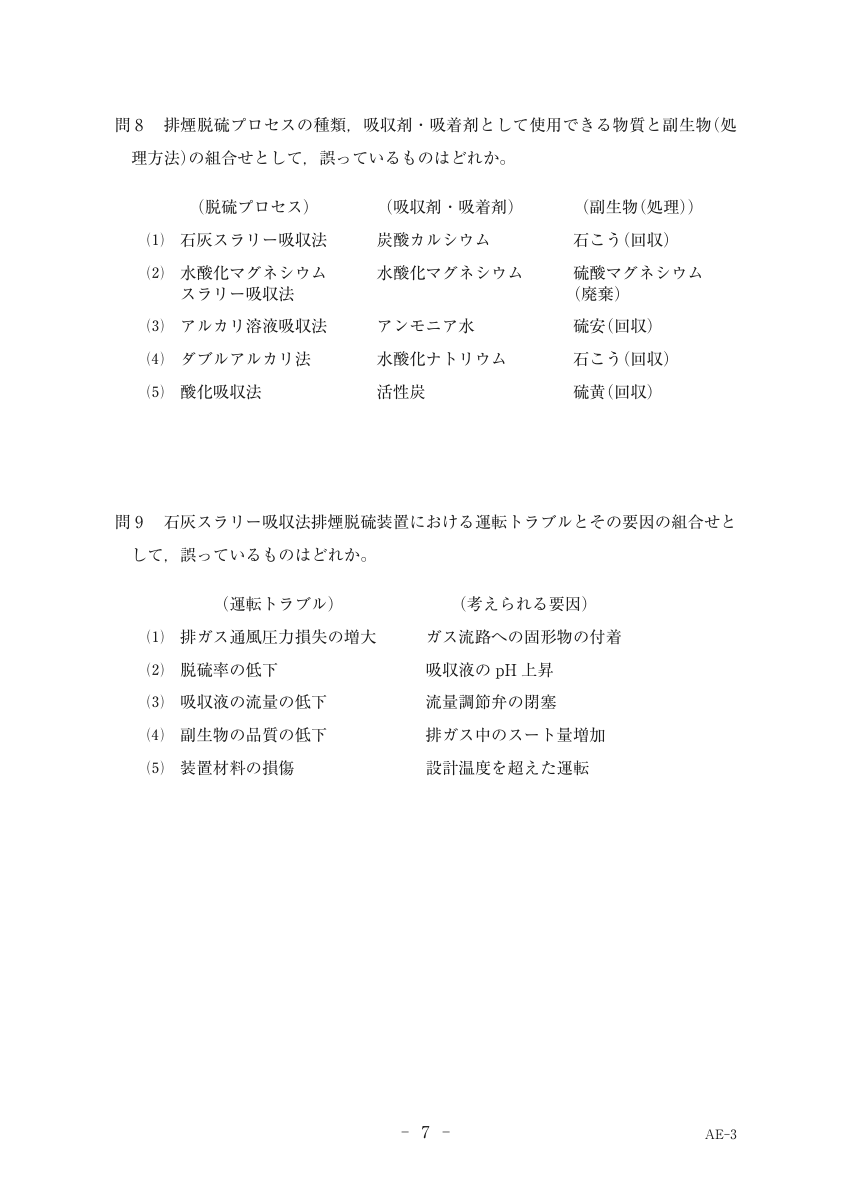 問8 排煙脱硫プロセスの種類，吸収剤・吸着剤として使用できる物質と副生物(処
理方法)の組合せとして，誤っているものはどれか。
(脱硫プロセス) (吸収剤・吸着剤) (副生物(処理))
(1) 石灰スラリー吸収法 炭酸カルシウム 石こう(回収)
(2) 水酸化マグネシウム 水酸化マグネシウム 硫酸マグネシウム
スラリー吸収法 (廃棄)
(3) アルカリ溶液吸収法 アンモニア水 硫安(回収)
(4) ダブルアルカリ法 水酸化ナトリウム 石こう(回収)
(5) 酸化吸収法 活性炭 硫黄(回収)
問9 石灰スラリー吸収法排煙脱硫装置における運転トラブルとその要因の組合せと
して，誤っているものはどれか。
(運転トラブル) (考えられる要因)
(1) 排ガス通風圧力損失の増大 ガス流路への固形物の付着
(2) 脱硫率の低下 吸収液の pH 上昇
(3) 吸収液の流量の低下 流量調節弁の閉塞
(4) 副生物の品質の低下 排ガス中のスート量増加
(5) 装置材料の損傷 設計温度を超えた運転
- 7 -
AE-3